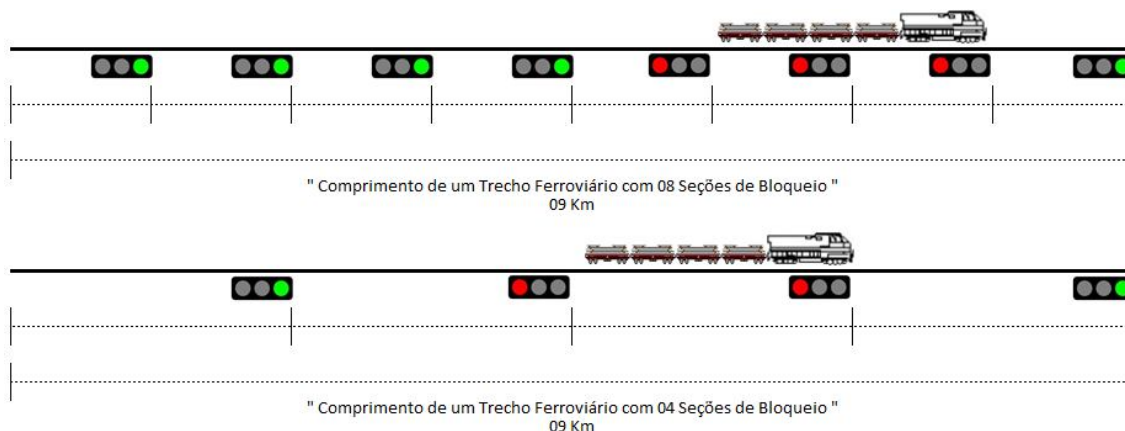 " Comprimento de um Trecho Ferroviário com 08 Seções de Bloqueio "
09 Km
" Comprimento de um Trecho Ferroviário com 04 Seções de Bloqueio "
09 Km